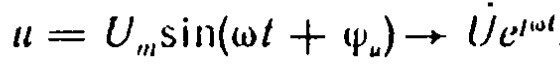 u = U_m sin(ωt + φ_u) → U̇e^{jωt}